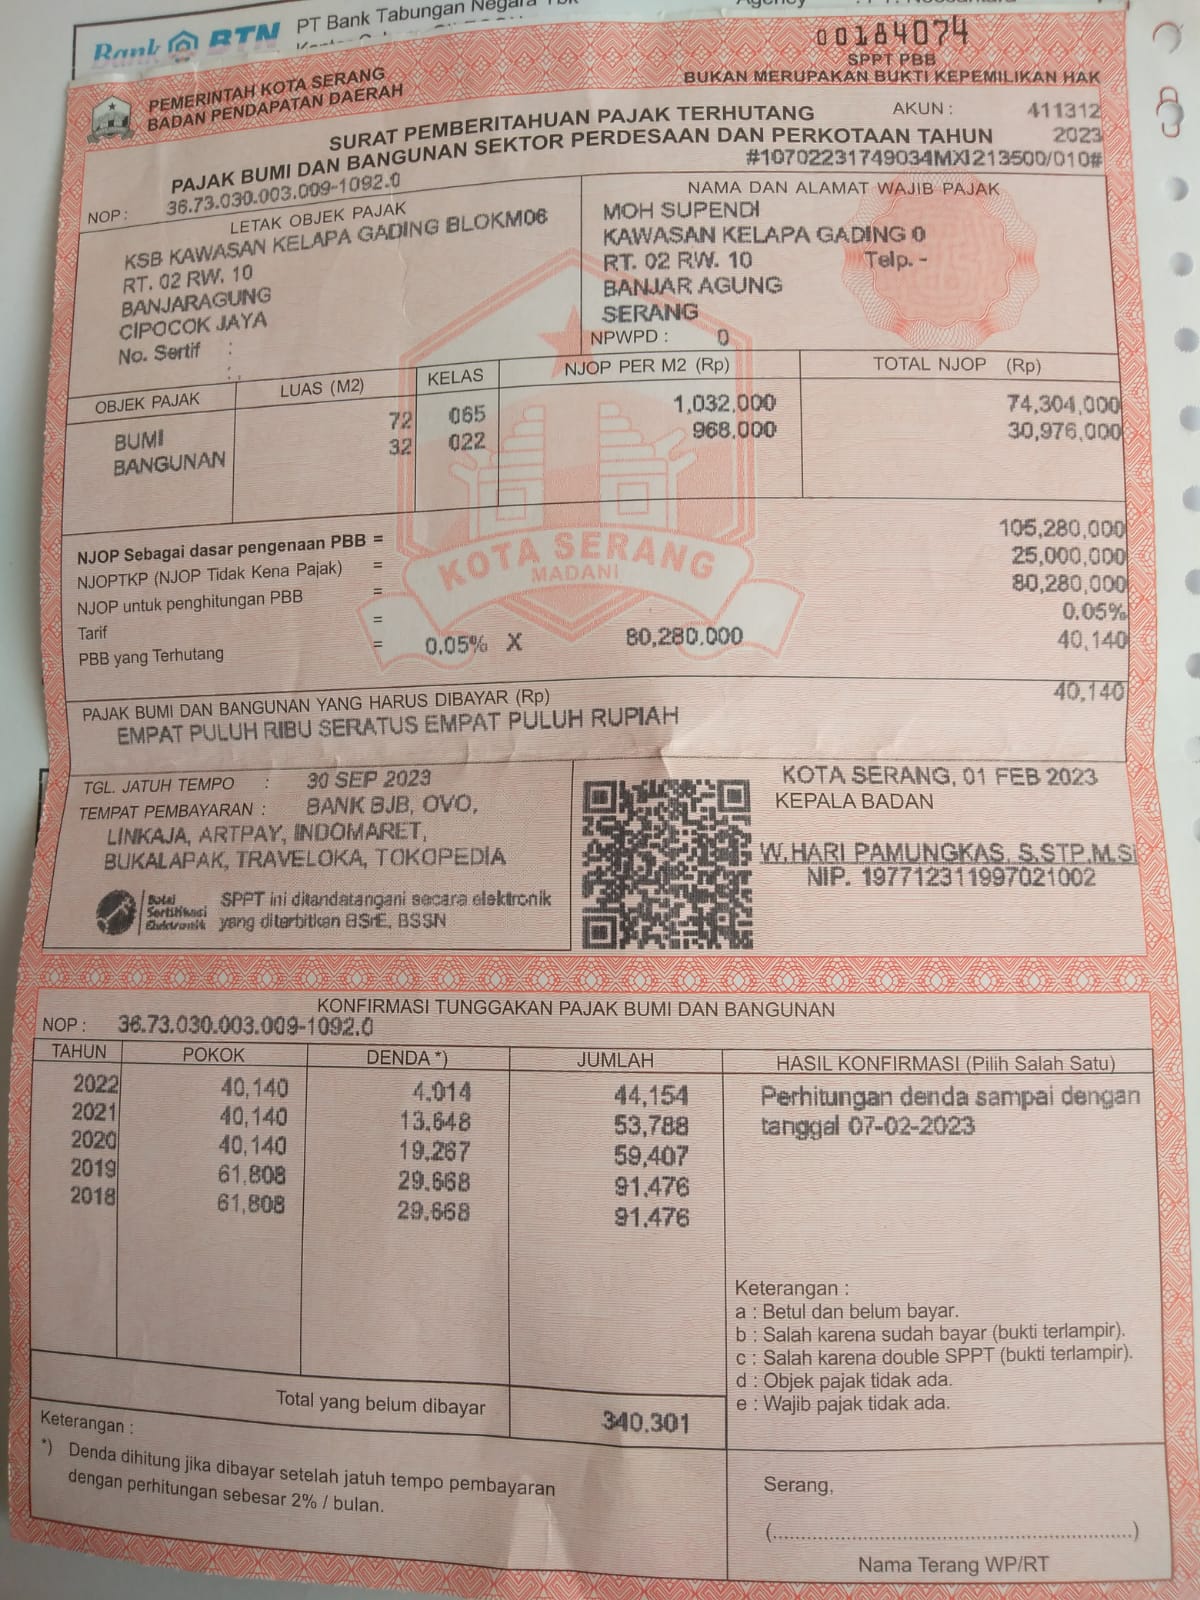 Bank BTN
PT Bank Tabungan Negara Tbk
00184074
SPPT PBB
BUKAN MERUPAKAN BUKTI KEPEMILIKAN HAK
PEMERINTAH KOTA SERANG
BADAN PENDAPATAN DAERAH
AKUN : 411312
SURAT PEMBERITAHUAN PAJAK TERHUTANG
PAJAK BUMI DAN BANGUNAN SEKTOR PERDESAAN DAN PERKOTAAN TAHUN 2023
#10702231749034MXI213500/010#
NOP : 36.73.030.003.009-1092.0
LETAK OBJEK PAJAK
KSB KAWASAN KELAPA GADING BLOKM06
RT. 02 RW. 10
BANJARAGUNG
CIPOCOK JAYA
No. Sertif :
NAMA DAN ALAMAT WAJIB PAJAK
MOH SUPENDI
KAWASAN KELAPA GADING 0
RT. 02 RW. 10 Telp. -
BANJAR AGUNG
SERANG
NPWPD : 0
OBJEK PAJAK LUAS (M2) KELAS NJOP PER M2 (Rp) TOTAL NJOP (Rp)
BUMI 72 065 1,032,000 74,304,000
BANGUNAN 32 022 968,000 30,976,000
KOTA SERANG
MADANI
NJOP Sebagai dasar pengenaan PBB = 105,280,000
NJOPTKP (NJOP Tidak Kena Pajak) = 25,000,000
NJOP untuk penghitungan PBB = 80,280,000
Tarif = 0.05%
PBB yang Terhutang = 0.05% X 80,280,000 40,140
PAJAK BUMI DAN BANGUNAN YANG HARUS DIBAYAR (Rp) 40,140
EMPAT PULUH RIBU SERATUS EMPAT PULUH RUPIAH
TGL. JATUH TEMPO : 30 SEP 2023
TEMPAT PEMBAYARAN : BANK BJB, OVO,
LINKAJA, ARTPAY, INDOMARET,
BUKALAPAK, TRAVELOKA, TOKOPEDIA
Balai
Sertifikasi
Elektronik
SPPT ini ditandatangani secara elektronik
yang diterbitkan BSrE, BSSN
KOTA SERANG, 01 FEB 2023
KEPALA BADAN
W.HARI PAMUNGKAS, S.STP.M.Si
NIP. 197712311997021002
KONFIRMASI TUNGGAKAN PAJAK BUMI DAN BANGUNAN
NOP : 36.73.030.003.009-1092.0
TAHUN POKOK DENDA *) JUMLAH HASIL KONFIRMASI (Pilih Salah Satu)
2022 40,140 4.014 44,154
2021 40,140 13.648 53,788
2020 40,140 19.267 59,407
2019 61,808 29.668 91,476
2018 61,808 29.668 91,476
Perhitungan denda sampai dengan
tanggal 07-02-2023
Keterangan :
a : Betul dan belum bayar.
b : Salah karena sudah bayar (bukti terlampir).
c : Salah karena double SPPT (bukti terlampir).
d : Objek pajak tidak ada.
e : Wajib pajak tidak ada.
Total yang belum dibayar 340.301
Keterangan :
*) Denda dihitung jika dibayar setelah jatuh tempo pembayaran
dengan perhitungan sebesar 2% / bulan.
Serang,
(........................................................................)
Nama Terang WP/RT